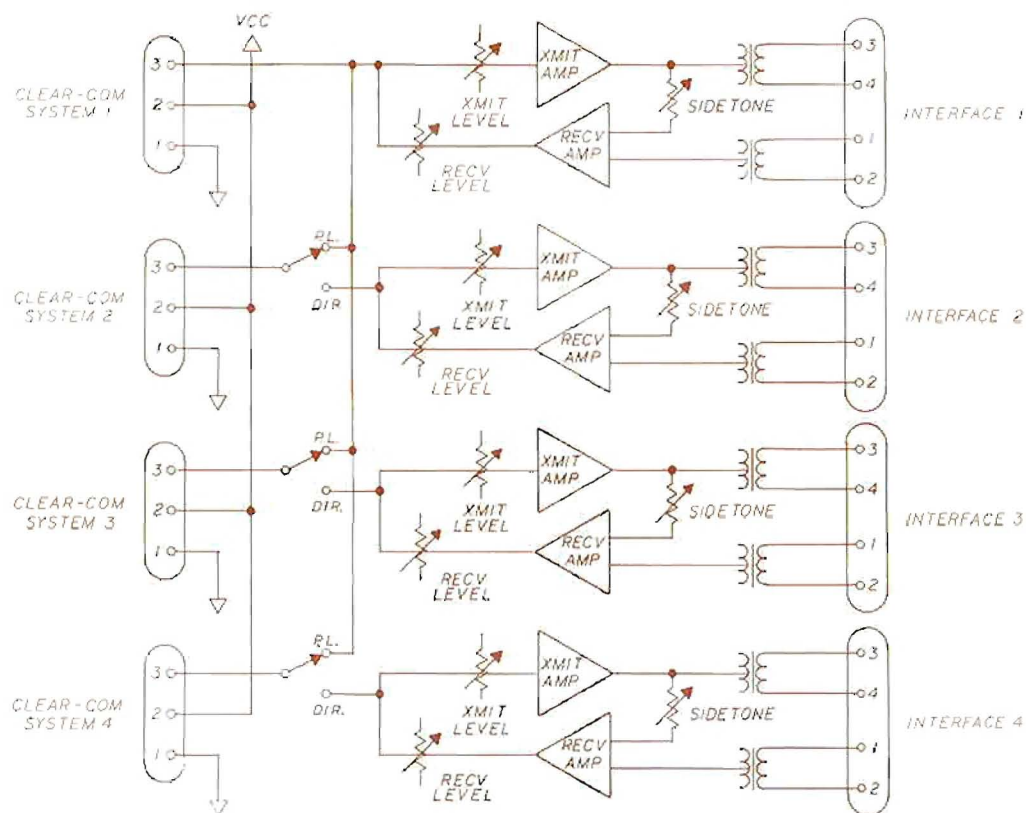 VCC
CLEAR-COM
SYSTEM 1
3
2
1
XMIT
LEVEL
XMIT
AMP
SIDETONE
RECV
LEVEL
RECV
AMP
3
4
1
2
INTERFACE 1
CLEAR-COM
SYSTEM 2
3
2
1
P.L.
DIR.
XMIT
LEVEL
XMIT
AMP
SIDETONE
RECV
LEVEL
RECV
AMP
3
4
1
2
INTERFACE 2
CLEAR-COM
SYSTEM 3
3
2
1
P.L.
DIR.
XMIT
LEVEL
XMIT
AMP
SIDETONE
RECV
LEVEL
RECV
AMP
3
4
1
2
INTERFACE 3
CLEAR-COM
SYSTEM 4
3
2
1
P.L.
DIR.
XMIT
LEVEL
XMIT
AMP
SIDETONE
RECV
LEVEL
RECV
AMP
3
4
1
2
INTERFACE 4